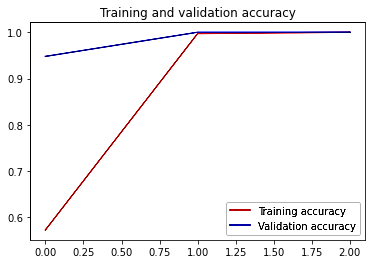 Training and validation accuracy
1.0
0.9
0.8
0.7
0.6
Training accuracy
Validation accuracy
0.00 0.25 0.50 0.75 1.00 1.25 1.50 1.75 2.00